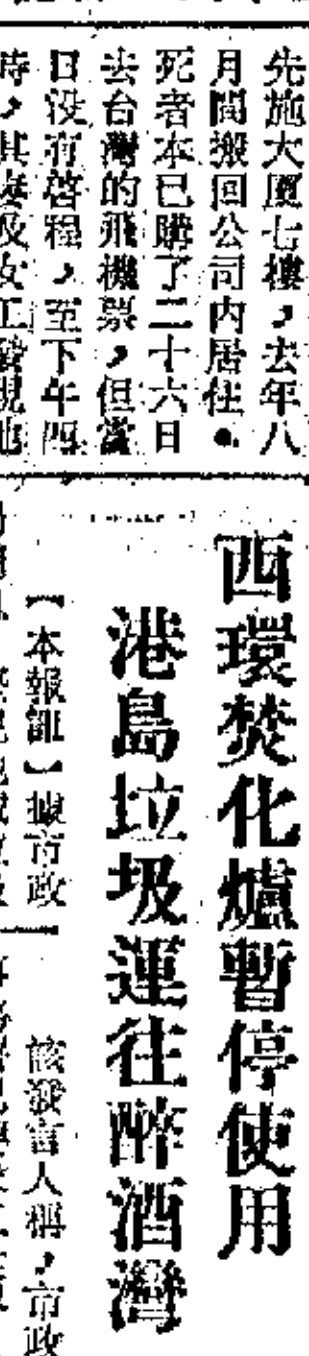 先施大厦七樓，去年八
月間搬回公司內居住。
死者本已購了二十六日
去台灣的飛機票，但當
日没有啓程，至下午四
時，其妻及女工發現他
西環焚化爐暫停使用
港島垃圾運往醉酒灣
【本報訊】據市政
該發言人稱，市政